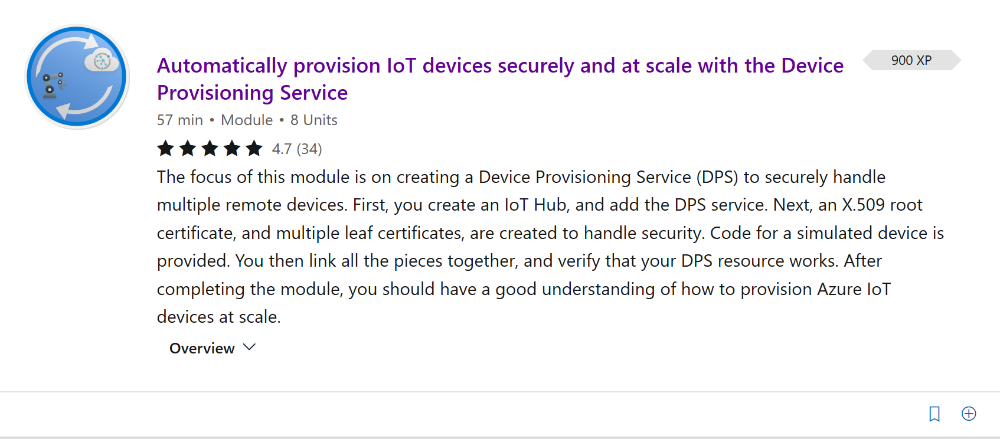 Automatically provision IoT devices securely and at scale with the Device
Provisioning Service
900 XP
57 min • Module • 8 Units
4.7 (34)
The focus of this module is on creating a Device Provisioning Service (DPS) to securely handle
multiple remote devices. First, you create an IoT Hub, and add the DPS service. Next, an X.509 root
certificate, and multiple leaf certificates, are created to handle security. Code for a simulated device is
provided. You then link all the pieces together, and verify that your DPS resource works. After
completing the module, you should have a good understanding of how to provision Azure IoT
devices at scale.
Overview